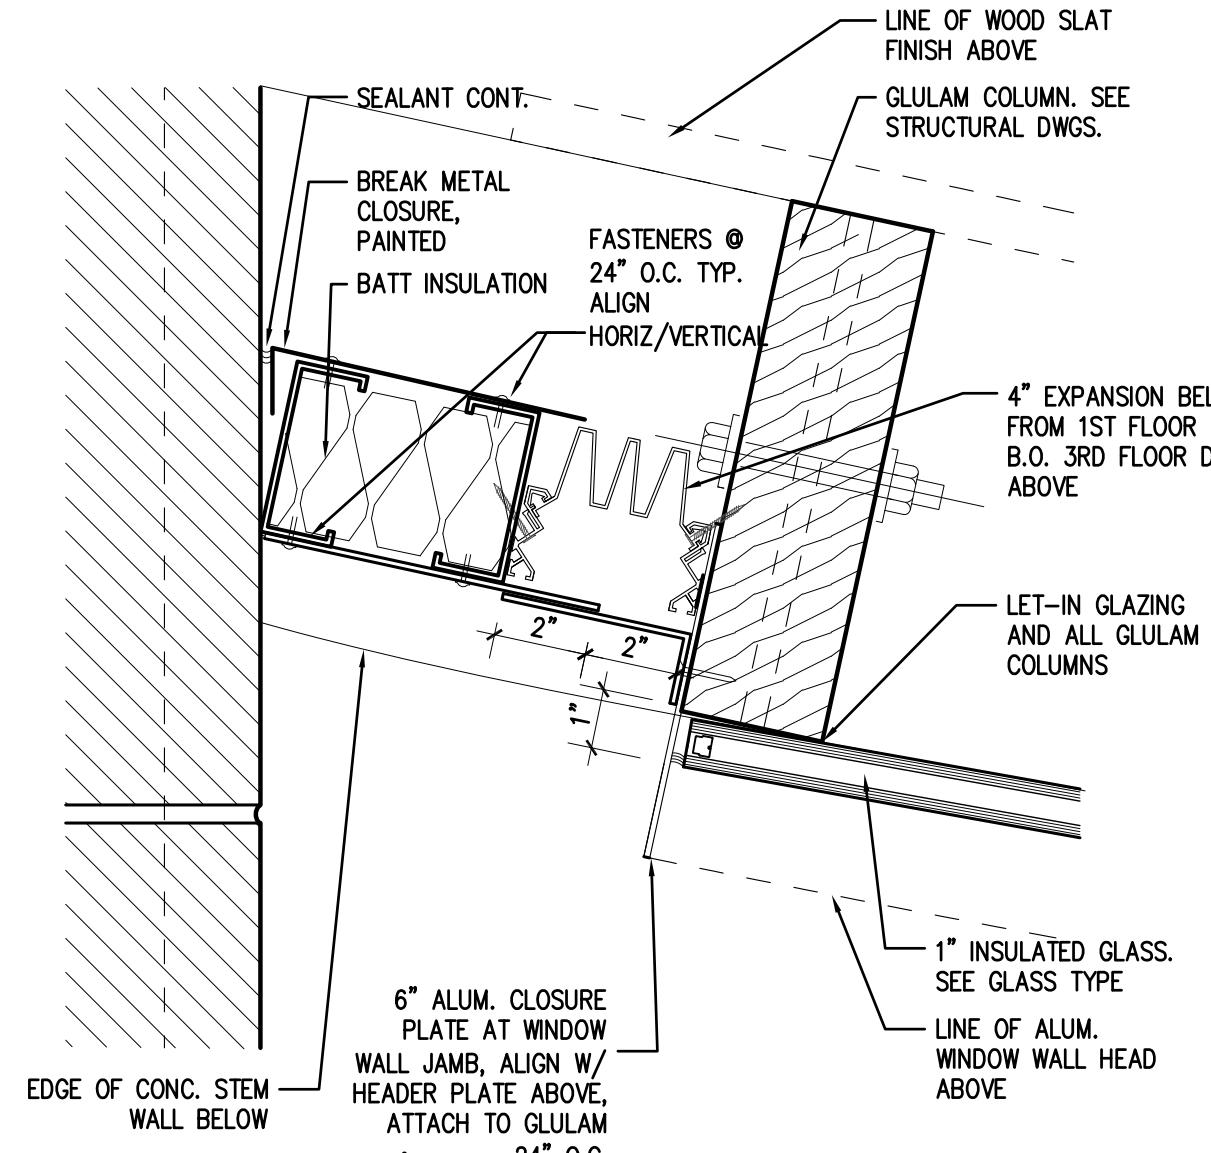 LINE OF WOOD SLAT
FINISH ABOVE
SEALANT CONT.
GLULAM COLUMN. SEE
STRUCTURAL DWGS.
BREAK METAL
CLOSURE,
PAINTED
BATT INSULATION
FASTENERS @
24" O.C. TYP.
ALIGN
HORIZ/VERTICAL
4" EXPANSION
FROM 1ST FLOOR
B.O. 3RD FLOOR
ABOVE
LET-IN GLAZING
AND ALL GLULAM
COLUMNS
2"
2"
1"
1" INSULATED GLASS.
SEE GLASS TYPE
LINE OF ALUM.
WINDOW WALL HEAD
ABOVE
6" ALUM. CLOSURE
PLATE AT WINDOW
WALL JAMB, ALIGN W/
HEADER PLATE ABOVE,
ATTACH TO GLULAM
24" O.C.
EDGE OF CONC. STEM
WALL BELOW